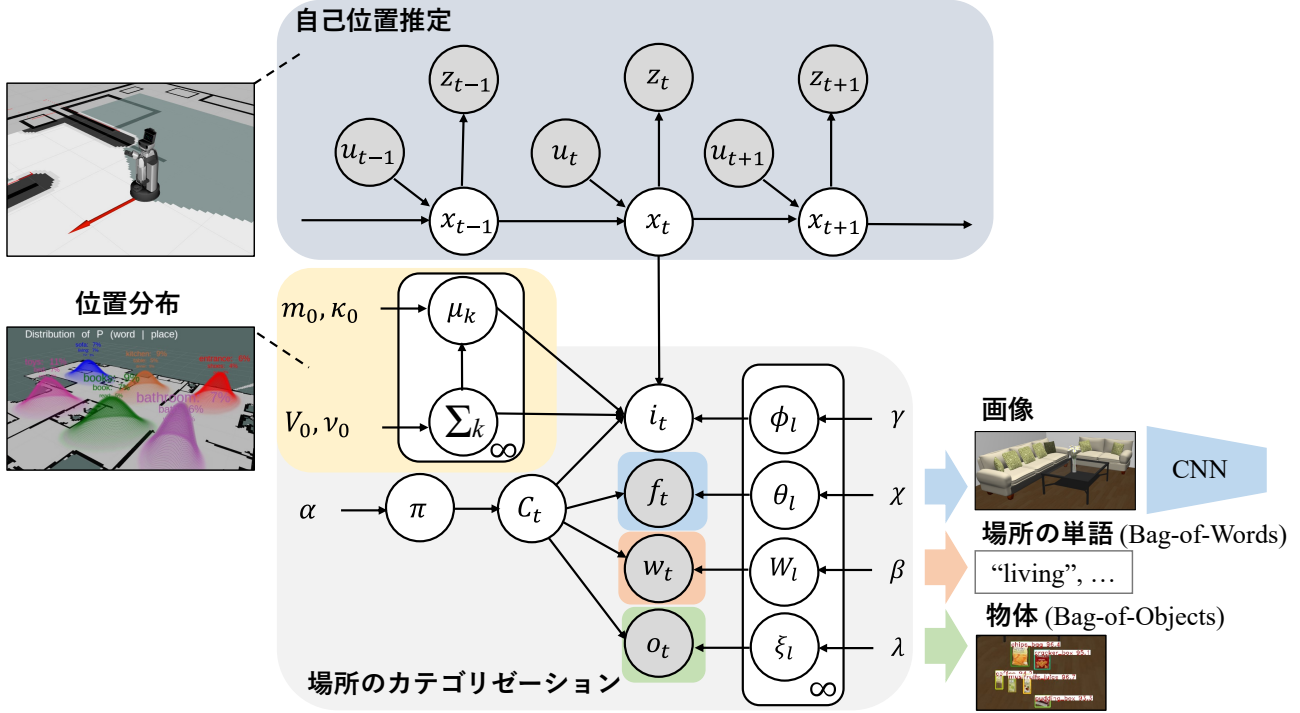 自己位置推定
z_{t−1}
z_t
z_{t+1}
u_{t−1}
u_t
u_{t+1}
x_{t−1}
x_t
x_{t+1}
位置分布
Distribution of P (word | place)
bathroom: 7%
m_0, κ_0
μ_k
V_0, ν_0
Σ_k
∞
i_t
ϕ_l
γ
α
π
C_t
f_t
θ_l
χ
w_t
W_l
β
o_t
ξ_l
λ
∞
場所のカテゴリゼーション
画像
CNN
場所の単語 (Bag-of-Words)
“living”, …
物体 (Bag-of-Objects)